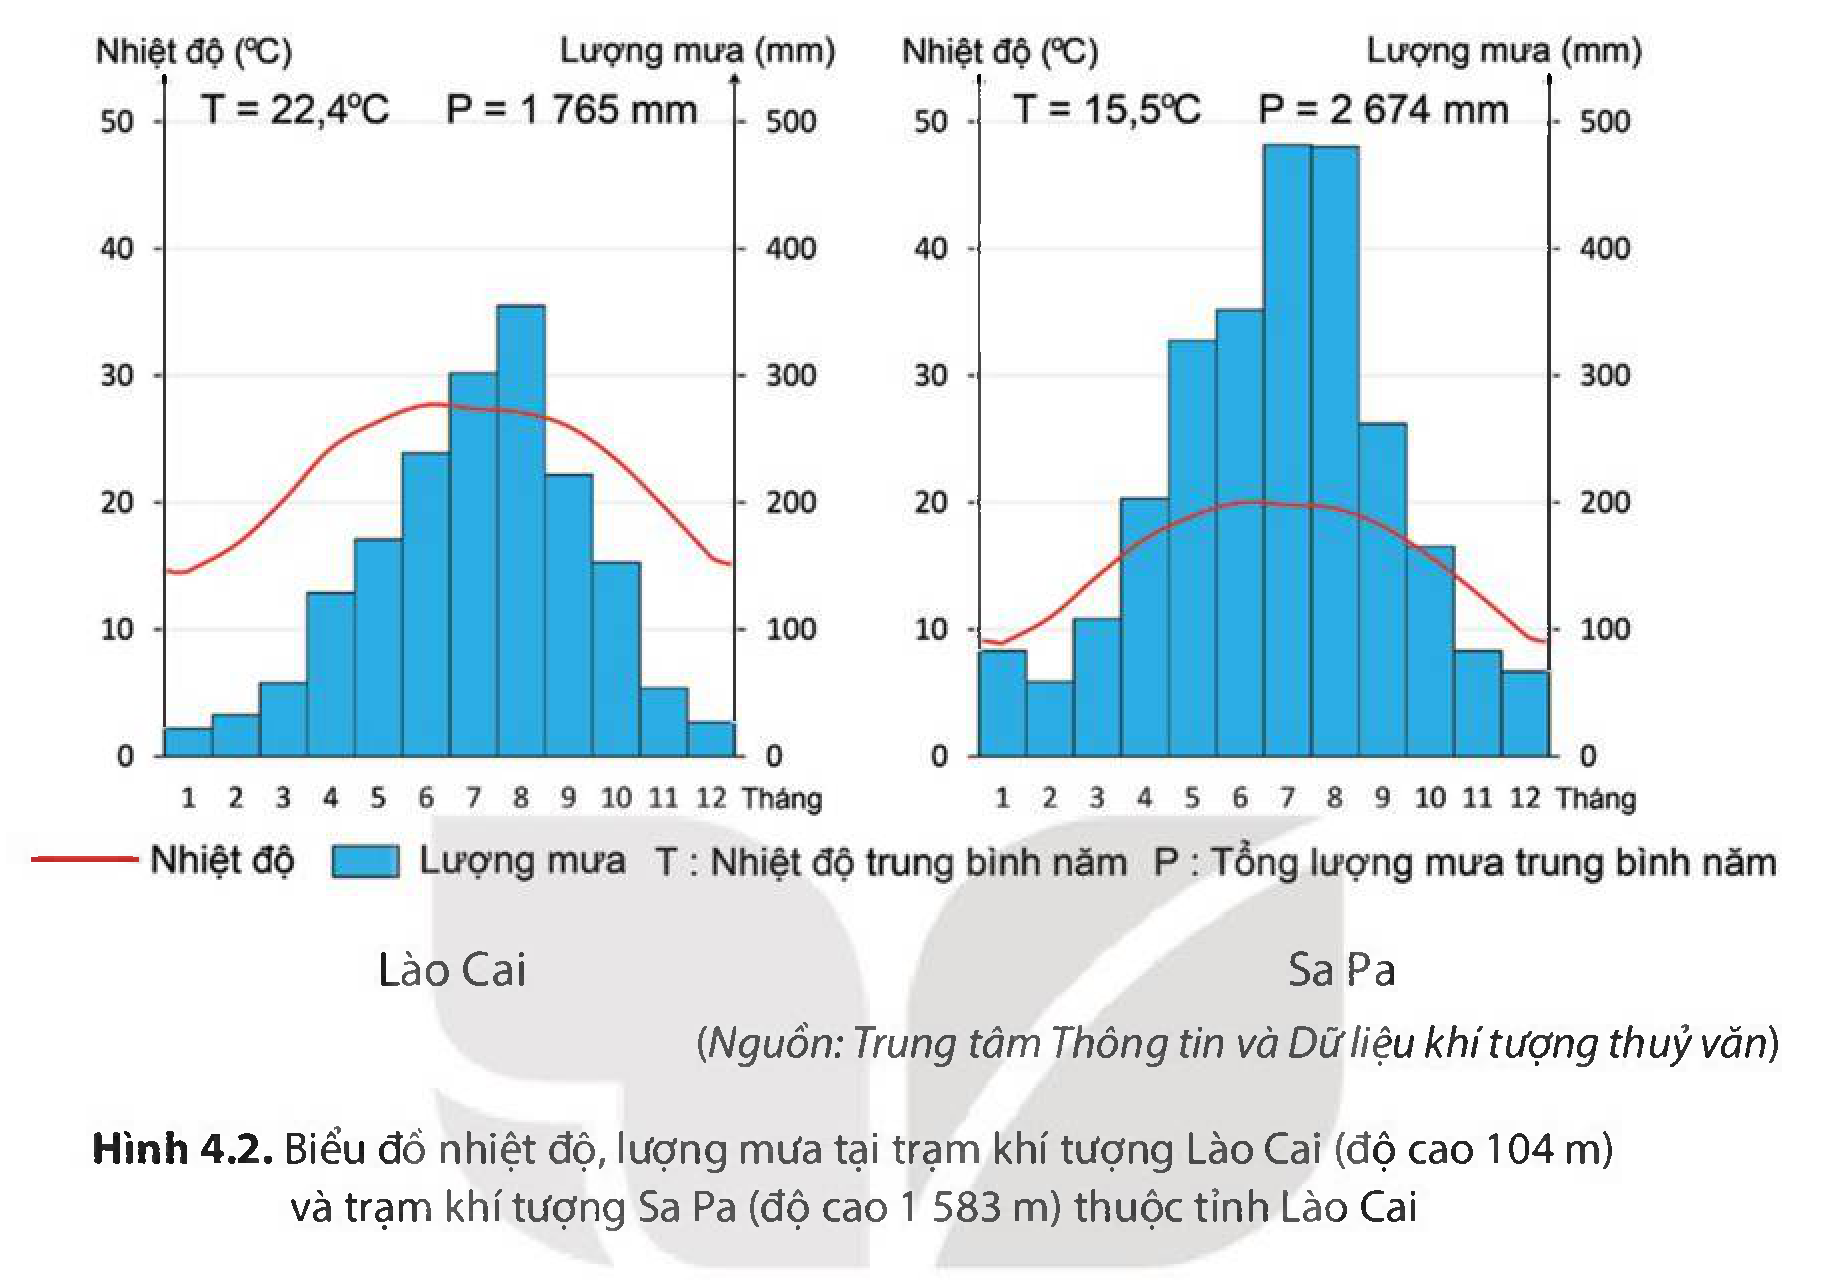 Nhiệt độ (ºC) Lượng mưa (mm)
T = 22,4ºC P = 1 765 mm
50 500
40 400
30 300
20 200
10 100
0 0
1 2 3 4 5 6 7 8 9 10 11 12 Tháng
Nhiệt độ (ºC) Lượng mưa (mm)
T = 15,5ºC P = 2 674 mm
50 500
40 400
30 300
20 200
10 100
0 0
1 2 3 4 5 6 7 8 9 10 11 12 Tháng
Nhiệt độ Lượng mưa T : Nhiệt độ trung bình năm P : Tổng lượng mưa trung bình năm
Lào Cai Sa Pa
(Nguồn: Trung tâm Thông tin và Dữ liệu khí tượng thuỷ văn)
Hình 4.2. Biểu đồ nhiệt độ, lượng mưa tại trạm khí tượng Lào Cai (độ cao 104 m)
và trạm khí tượng Sa Pa (độ cao 1 583 m) thuộc tỉnh Lào Cai